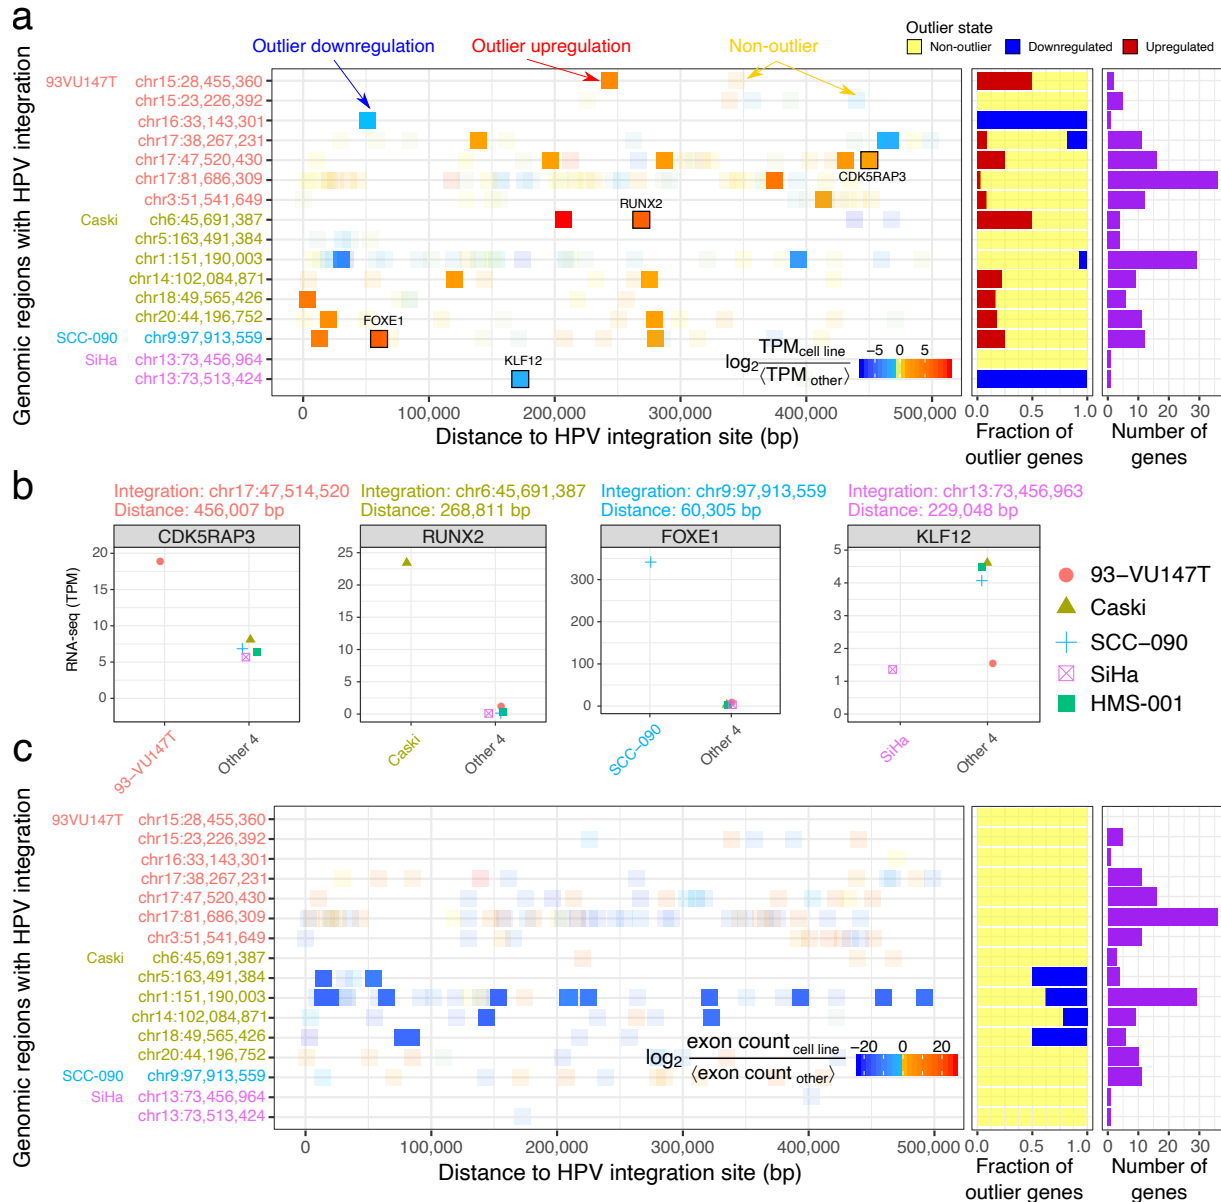 a
Outlier downregulation
Outlier upregulation
Non-outlier
Outlier state
Non-outlier
Downregulated
Upregulated
Genomic regions with HPV integration
93VU147T
chr15:28,455,360
chr15:23,226,392
chr16:33,143,301
chr17:38,267,231
chr17:47,520,430
chr17:81,686,309
chr3:51,541,649
Caski
ch6:45,691,387
chr5:163,491,384
chr1:151,190,003
chr14:102,084,871
chr18:49,565,426
chr20:44,196,752
SCC-090
chr9:97,913,559
SiHa
chr13:73,456,964
chr13:73,513,424
CDK5RAP3
RUNX2
FOXE1
KLF12
log2 TPM cell line
⟨TPM other⟩
−5 0 5
0 100,000 200,000 300,000 400,000 500,000
Distance to HPV integration site (bp)
0.0 0.5 1.0
Fraction of
outlier genes
0 10 20 30
Number of
genes
b
Integration: chr17:47,514,520
Distance: 456,007 bp
CDK5RAP3
RNA-seq (TPM)
20
15
10
5
0
93−VU147T
Other 4
Integration: chr6:45,691,387
Distance: 268,811 bp
RUNX2
25
20
15
10
5
0
Caski
Other 4
Integration: chr9:97,913,559
Distance: 60,305 bp
FOXE1
300
200
100
0
SCC−090
Other 4
Integration: chr13:73,456,963
Distance: 229,048 bp
KLF12
5
4
3
2
1
0
SiHa
Other 4
93−VU147T
Caski
SCC−090
SiHa
HMS-001
c
Genomic regions with HPV integration
93VU147T
chr15:28,455,360
chr15:23,226,392
chr16:33,143,301
chr17:38,267,231
chr17:47,520,430
chr17:81,686,309
chr3:51,541,649
Caski
ch6:45,691,387
chr5:163,491,384
chr1:151,190,003
chr14:102,084,871
chr18:49,565,426
chr20:44,196,752
SCC-090
chr9:97,913,559
SiHa
chr13:73,456,964
chr13:73,513,424
log2 exon count cell line
⟨exon count other⟩
−20 0 20
0 100,000 200,000 300,000 400,000 500,000
Distance to HPV integration site (bp)
0.0 0.5 1.0
Fraction of
outlier genes
0 10 20 30
Number of
genes